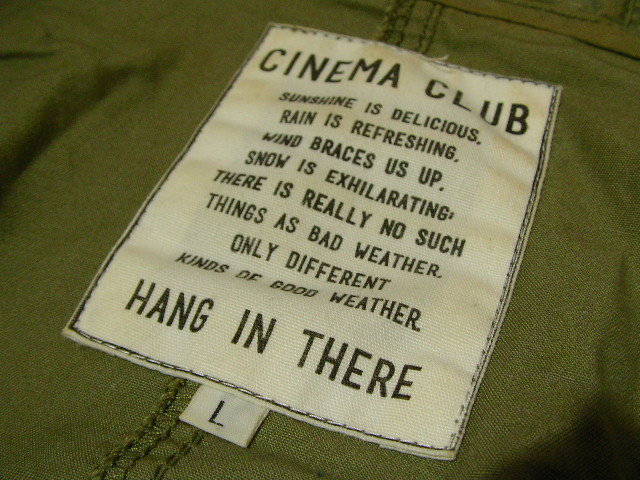 CINEMA CLUB
SUNSHINE IS DELICIOUS,
RAIN IS REFRESHING,
WIND BRACES US UP,
SNOW IS EXHILARATING;
THERE IS REALLY NO SUCH
THINGS AS BAD WEATHER,
ONLY DIFFERENT
KINDS OF GOOD WEATHER.
HANG IN THERE
L